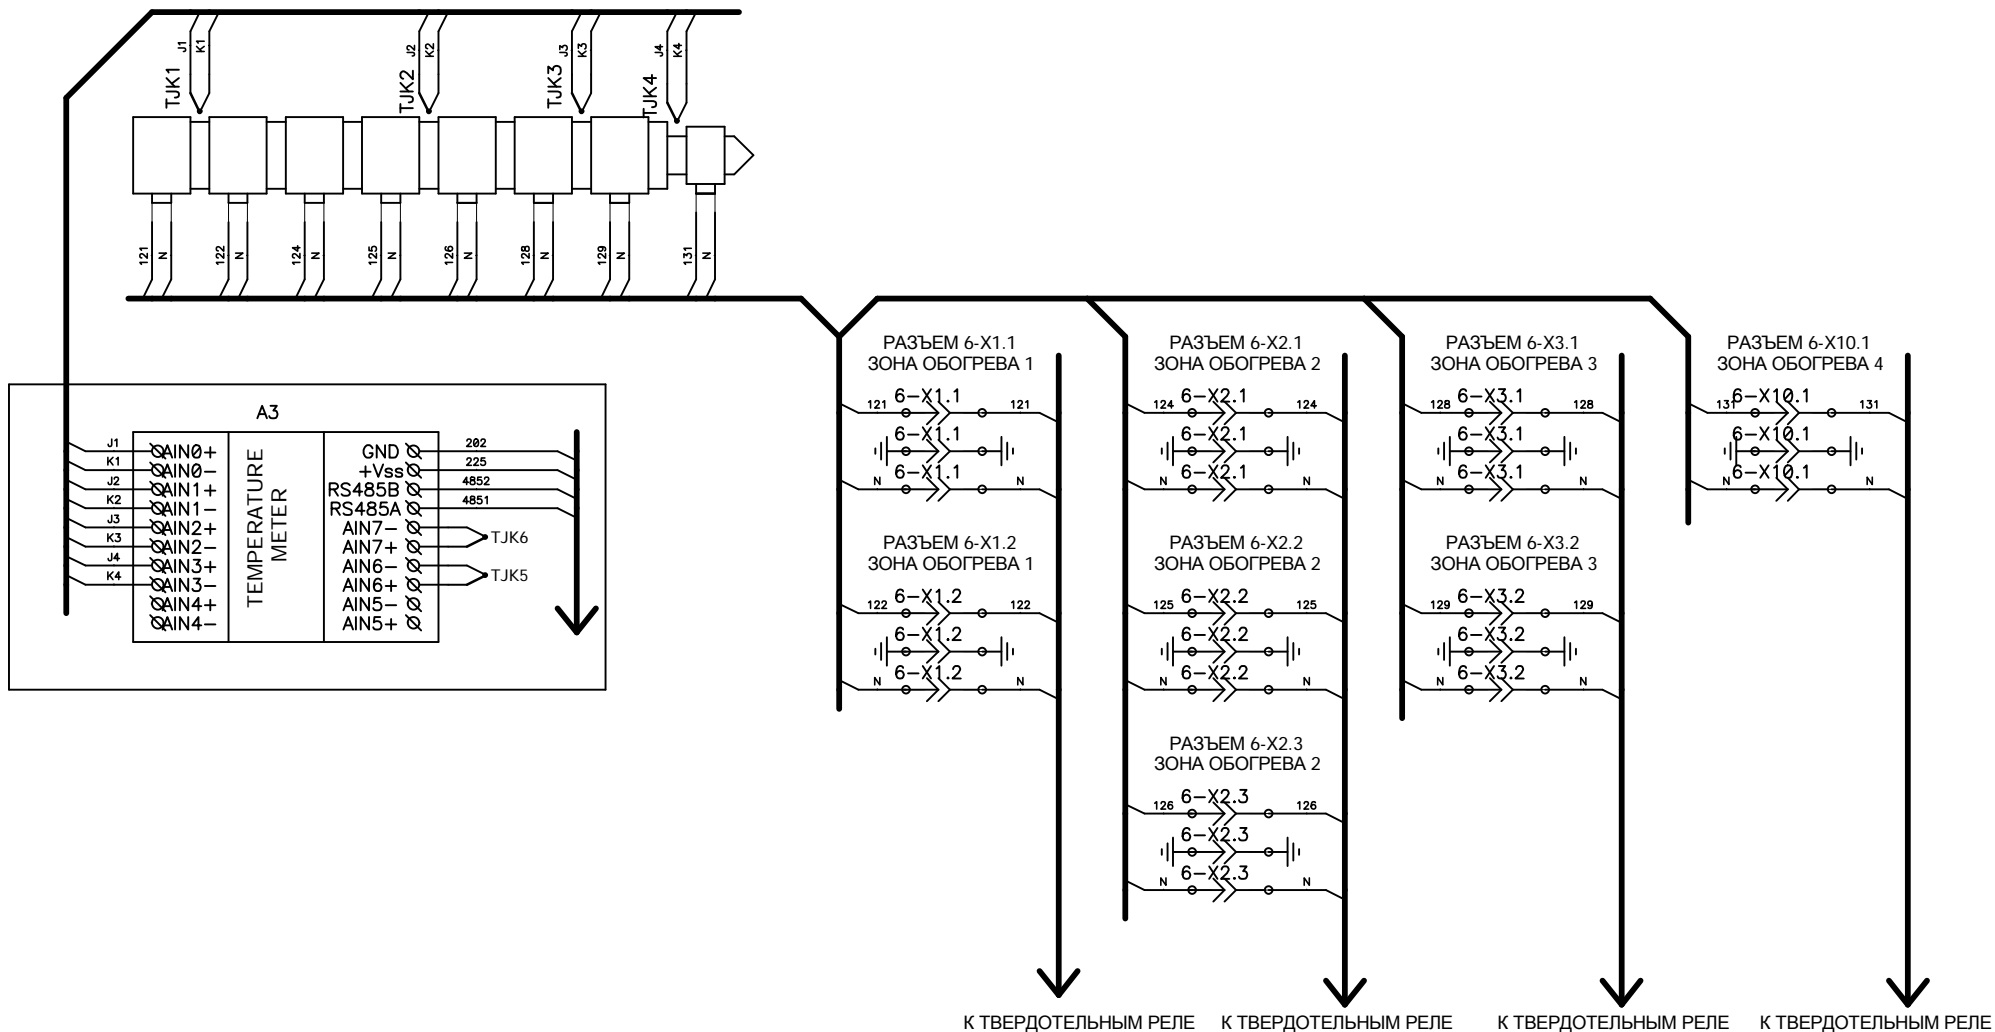 J1 K1 J2 K2 J3 K3 J4 K4
TJK1 TJK2 TJK3 TJK4
121 N 122 N 124 N 125 N 126 N 128 N 129 N 131 N
A3
TEMPERATURE
METER
J1 AIN0+
K1 AIN0-
J2 AIN1+
K2 AIN1-
J3 AIN2+
K3 AIN2-
J4 AIN3+
K4 AIN3-
AIN4+
AIN4-
GND 202
+Vss 225
RS485B 4852
RS485A 4851
AIN7-
AIN7+
TJK6
AIN6-
AIN6+
TJK5
AIN5-
AIN5+
РАЗЪЕМ 6-X1.1
ЗОНА ОБОГРЕВА 1
121 6-X1.1 121
6-X1.1
N 6-X1.1 N
РАЗЪЕМ 6-X1.2
ЗОНА ОБОГРЕВА 1
122 6-X1.2 122
6-X1.2
N 6-X1.2 N
РАЗЪЕМ 6-X2.1
ЗОНА ОБОГРЕВА 2
124 6-X2.1 124
6-X2.1
N 6-X2.1 N
РАЗЪЕМ 6-X2.2
ЗОНА ОБОГРЕВА 2
125 6-X2.2 125
6-X2.2
N 6-X2.2 N
РАЗЪЕМ 6-X2.3
ЗОНА ОБОГРЕВА 2
126 6-X2.3 126
6-X2.3
N 6-X2.3 N
РАЗЪЕМ 6-X3.1
ЗОНА ОБОГРЕВА 3
128 6-X3.1 128
6-X3.1
N 6-X3.1 N
РАЗЪЕМ 6-X3.2
ЗОНА ОБОГРЕВА 3
129 6-X3.2 129
6-X3.2
N 6-X3.2 N
РАЗЪЕМ 6-X10.1
ЗОНА ОБОГРЕВА 4
131 6-X10.1 131
6-X10.1
N 6-X10.1 N
К ТВЕРДОТЕЛЬНЫМ РЕЛЕ
К ТВЕРДОТЕЛЬНЫМ РЕЛЕ
К ТВЕРДОТЕЛЬНЫМ РЕЛЕ
К ТВЕРДОТЕЛЬНЫМ РЕЛЕ